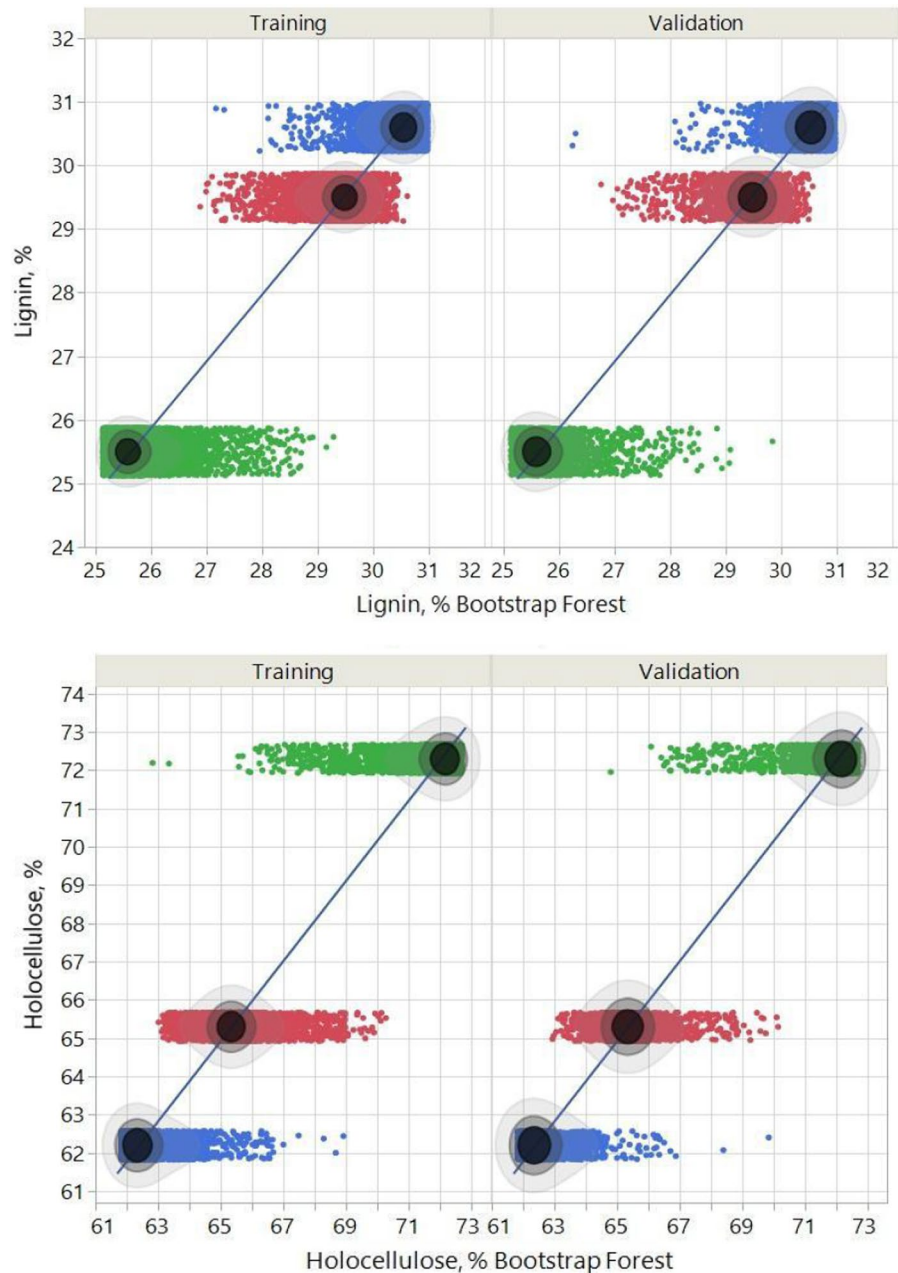 Training Validation
32
31
30
29
28
27
26
25
24
Lignin, %
25 26 27 28 29 30 31 32 25 26 27 28 29 30 31 32
Lignin, % Bootstrap Forest
Training Validation
74
73
72
71
70
69
68
67
66
65
64
63
62
61
Holocellulose, %
61 63 65 67 69 71 73 61 63 65 67 69 71 73
Holocellulose, % Bootstrap Forest